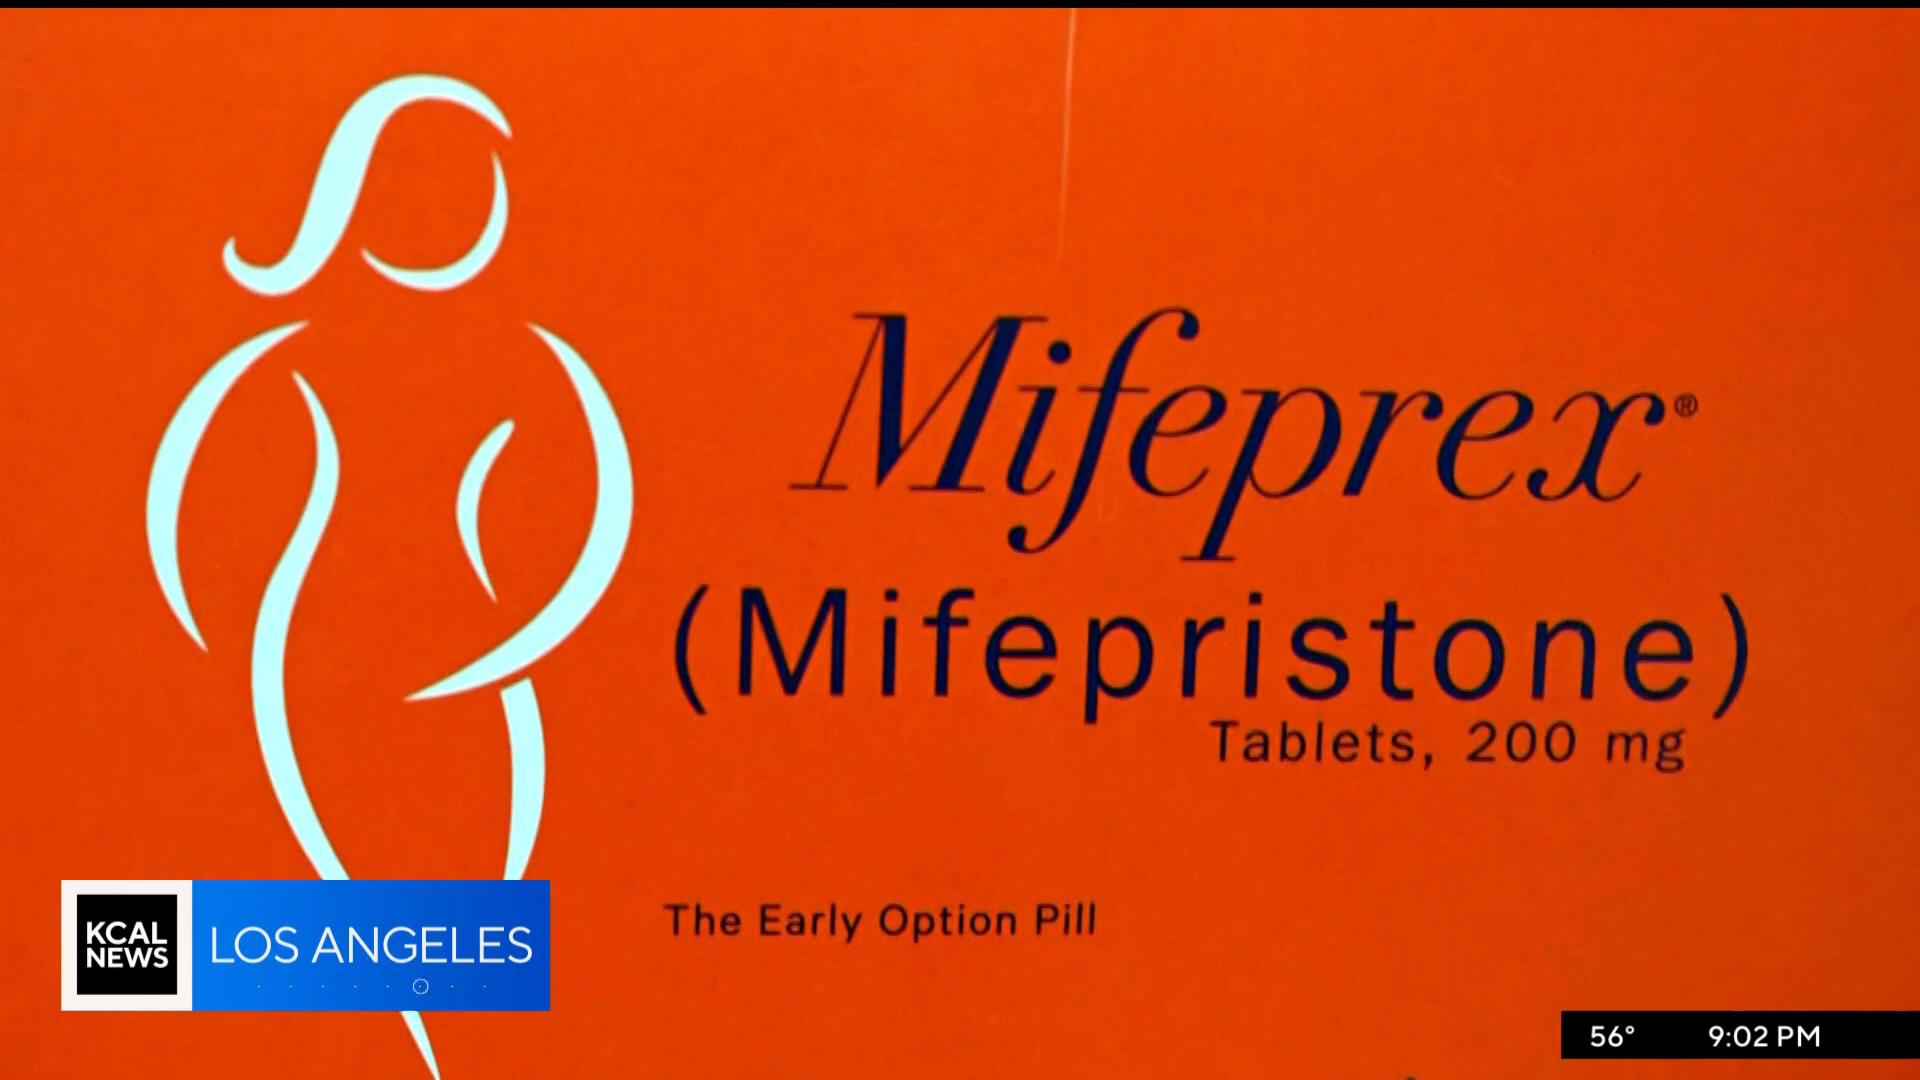 Mifeprex®
(Mifepristone)
Tablets, 200 mg
The Early Option Pill
KCAL
NEWS
LOS ANGELES
56° 9:02 PM